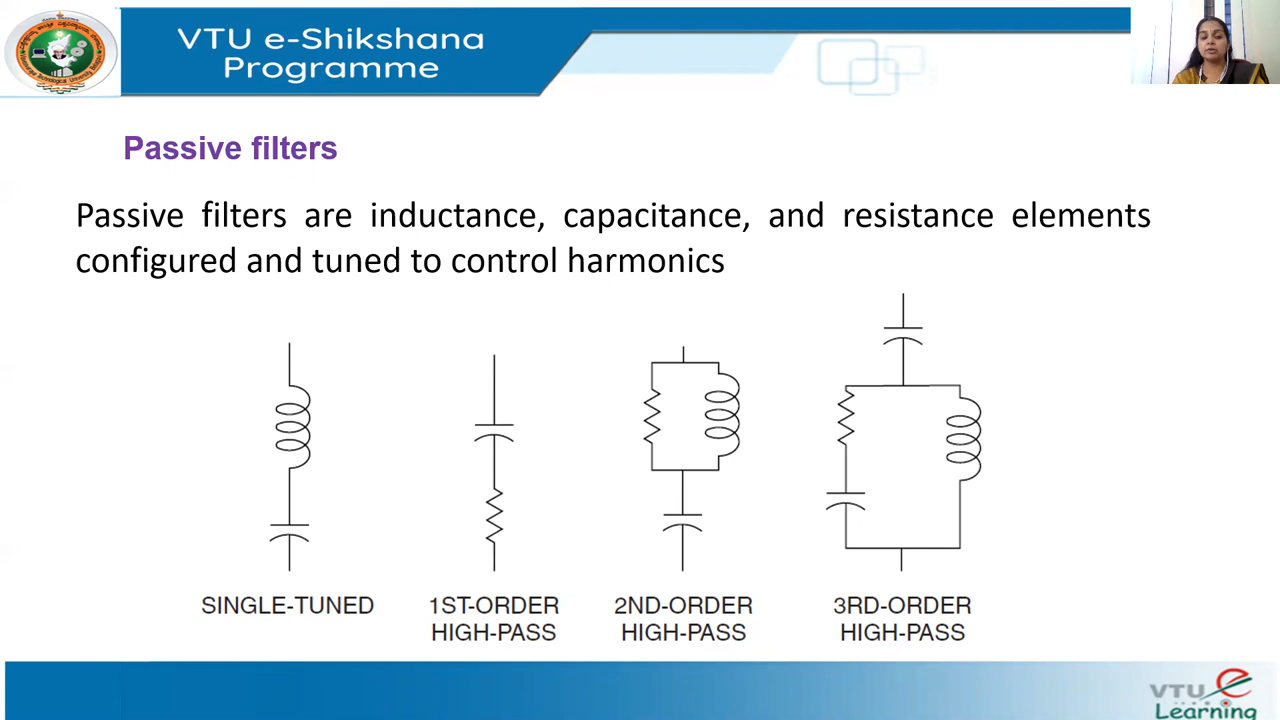 VTU e-Shikshana
Programme
Passive filters
Passive filters are inductance, capacitance, and resistance elements
configured and tuned to control harmonics
SINGLE-TUNED
1ST-ORDER
HIGH-PASS
2ND-ORDER
HIGH-PASS
3RD-ORDER
HIGH-PASS
VTU
Learning